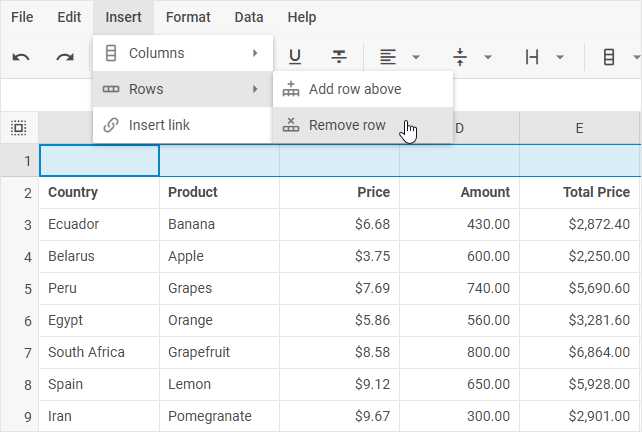 File Edit Insert Format Data Help
Columns U
Rows Add row above
Insert link Remove row D E
1
2 Country Product Price Amount Total Price
3 Ecuador Banana $6.68 430.00 $2,872.40
4 Belarus Apple $3.75 600.00 $2,250.00
5 Peru Grapes $7.69 740.00 $5,690.60
6 Egypt Orange $5.86 560.00 $3,281.60
7 South Africa Grapefruit $8.58 800.00 $6,864.00
8 Spain Lemon $9.12 650.00 $5,928.00
9 Iran Pomegranate $9.67 300.00 $2,901.00